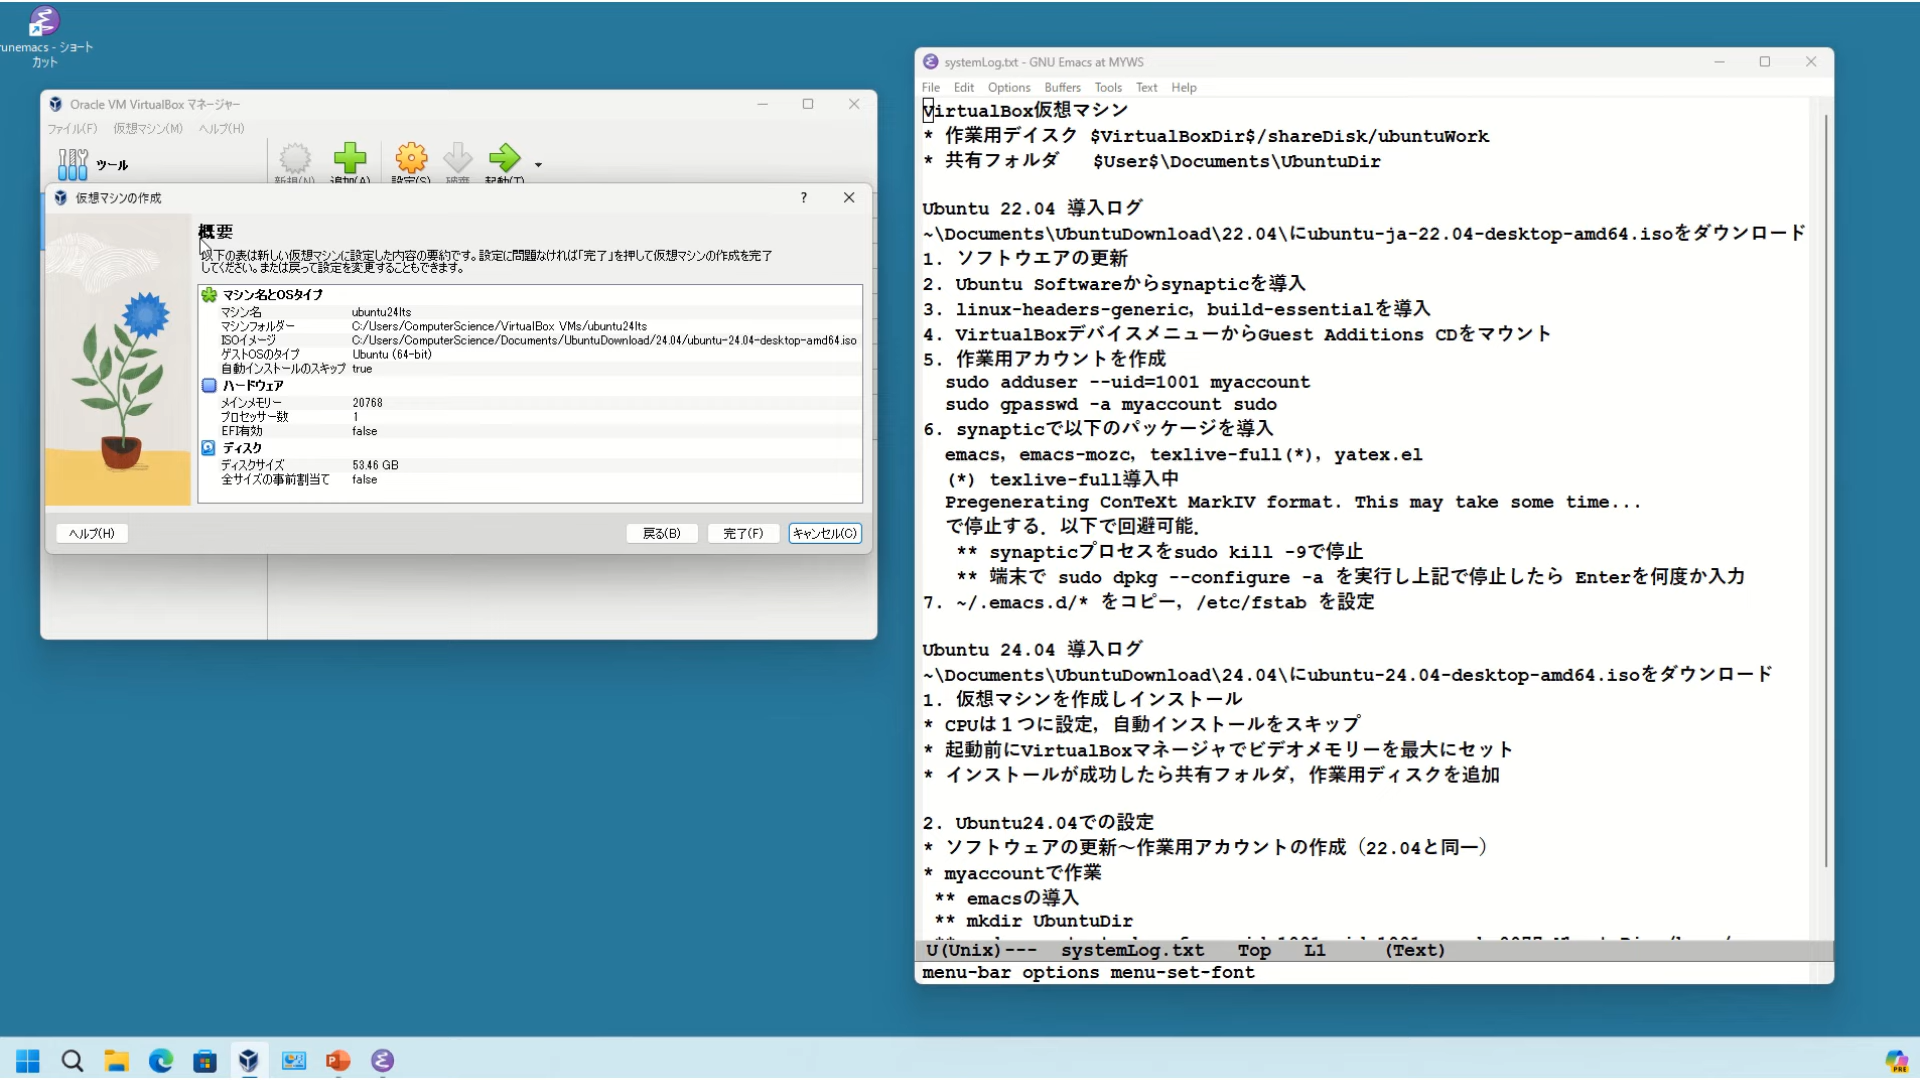 runemacs - ショート
カット
Oracle VM VirtualBox マネージャー
ファイル(F) 仮想マシン(M) ヘルプ(H)
ツール
新規(N) 追加(A) 設定(S) 破棄 起動(T)
仮想マシンの作成
概要
以下の表は新しい仮想マシンに設定した内容の要約です。設定に問題なければ「完了」を押して仮想マシンの作成を完了
してください。または戻って設定を変更することもできます。
マシン名とOSタイプ
マシン名 ubuntu24lts
マシンフォルダー C:/Users/ComputerScience/VirtualBox VMs/ubuntu24lts
ISOイメージ C:/Users/ComputerScience/Documents/UbuntuDownload/24.04/ubuntu-24.04-desktop-amd64.iso
ゲストOSのタイプ Ubuntu (64-bit)
自動インストールのスキップ true
ハードウェア
メインメモリー 20768
プロセッサー数 1
EFI有効 false
ディスク
ディスクサイズ 53.46 GB
全サイズの事前割当て false
ヘルプ(H) 戻る(B) 完了(F) キャンセル(C)
systemLog.txt - GNU Emacs at MYWS
File Edit Options Buffers Tools Text Help
VirtualBox仮想マシン
* 作業用デイスク $VirtualBoxDir$/shareDisk/ubuntuWork
* 共有フォルダ $User$\Documents\UbuntuDir
Ubuntu 22.04 導入ログ
~\Documents\UbuntuDownload\22.04\にubuntu-ja-22.04-desktop-amd64.isoをダウンロード
1. ソフトウエアの更新
2. Ubuntu Softwareからsynapticを導入
3. linux-headers-generic, build-essentialを導入
4. VirtualBoxデバイスメニューからGuest Additions CDをマウント
5. 作業用アカウントを作成
sudo adduser --uid=1001 myaccount
sudo gpasswd -a myaccount sudo
6. synapticで以下のパッケージを導入
emacs, emacs-mozc, texlive-full(*), yatex.el
(*) texlive-full導入中
Pregenerating ConTeXt MarkIV format. This may take some time...
で停止する．以下で回避可能．
** synapticプロセスをsudo kill -9で停止
** 端末で sudo dpkg --configure -a を実行し上記で停止したら Enterを何度か入力
7. ~/.emacs.d/* をコピー, /etc/fstab を設定
Ubuntu 24.04 導入ログ
~\Documents\UbuntuDownload\24.04\にubuntu-24.04-desktop-amd64.isoをダウンロード
1. 仮想マシンを作成しインストール
* CPUは１つに設定，自動インストールをスキップ
* 起動前にVirtualBoxマネージャでビデオメモリーを最大にセット
* インストールが成功したら共有フォルダ，作業用ディスクを追加
2. Ubuntu24.04での設定
* ソフトウェアの更新～作業用アカウントの作成（22.04と同一）
* myaccountで作業
** emacsの導入
** mkdir UbuntuDir
U(Unix)--- systemLog.txt Top L1 (Text)
menu-bar options menu-set-font
PRE